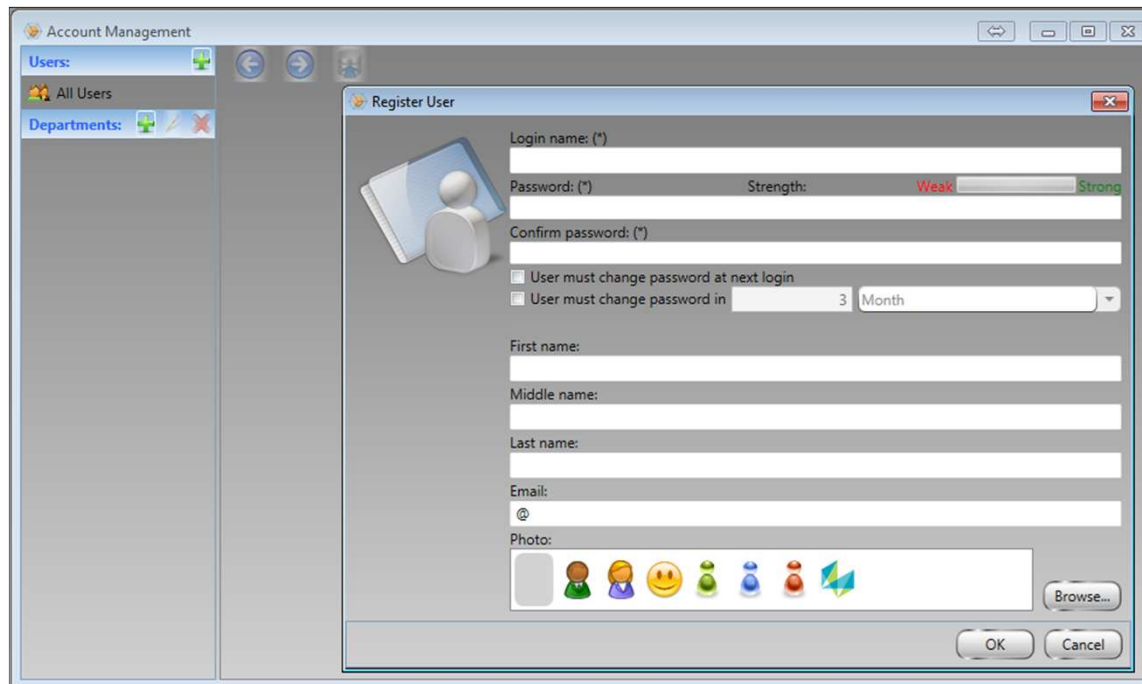 Account Management
Users:
All Users
Departments:
Register User
Login name: (*)
Password: (*) Strength: Weak Strong
Confirm password: (*)
User must change password at next login
User must change password in 3 Month
First name:
Middle name:
Last name:
Email:
@
Photo:
Browse...
OK Cancel